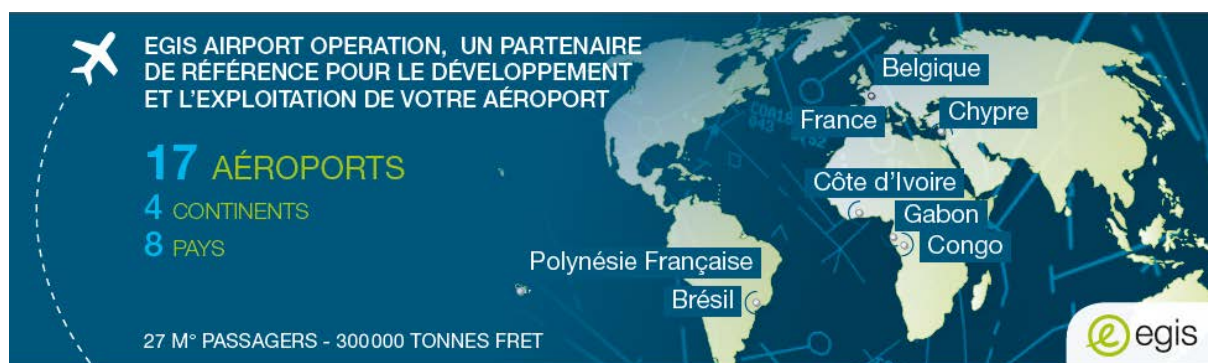 EGIS AIRPORT OPERATION, UN PARTENAIRE
DE RÉFÉRENCE POUR LE DÉVELOPPEMENT
ET L'EXPLOITATION DE VOTRE AÉROPORT
17 AÉROPORTS
4 CONTINENTS
8 PAYS
27 M° PASSAGERS - 300000 TONNES FRET
Belgique
France
Chypre
Côte d'Ivoire
Gabon
Congo
Polynésie Française
Brésil
egis